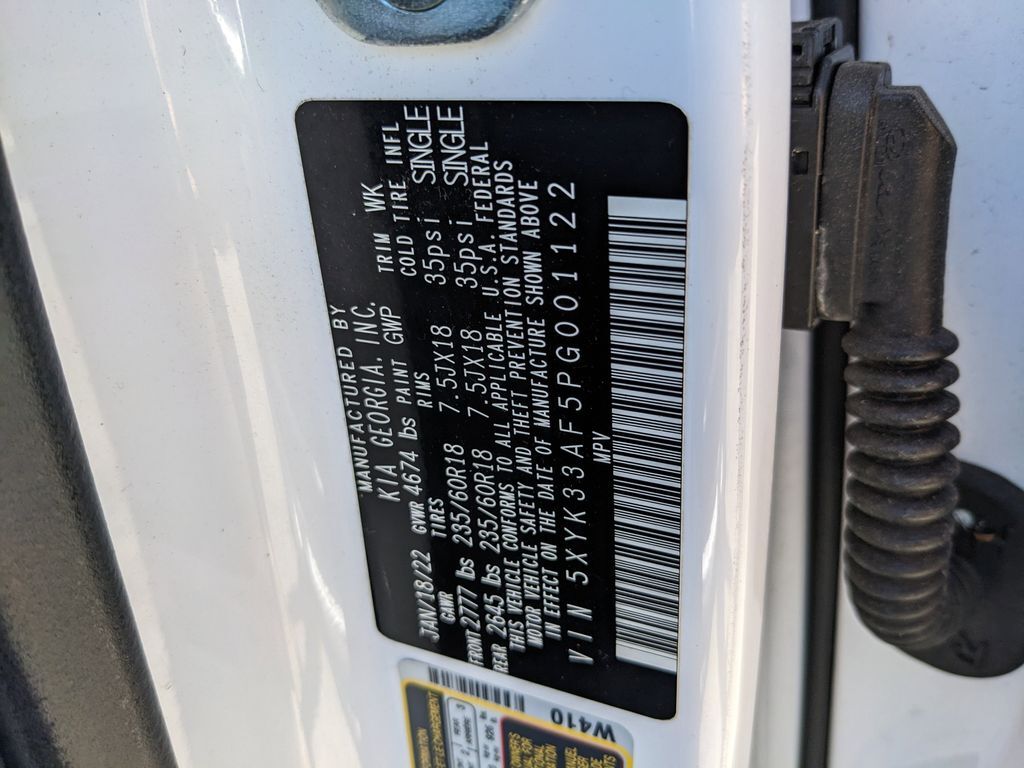 MANUFACTURED BY
KIA GEORGIA, INC.
JAN/18/22 GVWR 4674 lbs PAINT GWP TRIM WK
GAWR TIRES RIMS COLD TIRE INFL
FRONT 2777 lbs 235/60R18 7.5JX18 35psi SINGLE
REAR 2645 lbs 235/60R18 7.5JX18 35psi SINGLE
THIS VEHICLE CONFORMS TO ALL APPLICABLE U.S.A. FEDERAL
MOTOR VEHICLE SAFETY AND THEFT PREVENTION STANDARDS
IN EFFECT ON THE DATE OF MANUFACTURE SHOWN ABOVE
VIN 5XYK33AF5PG001122
MPV
W410